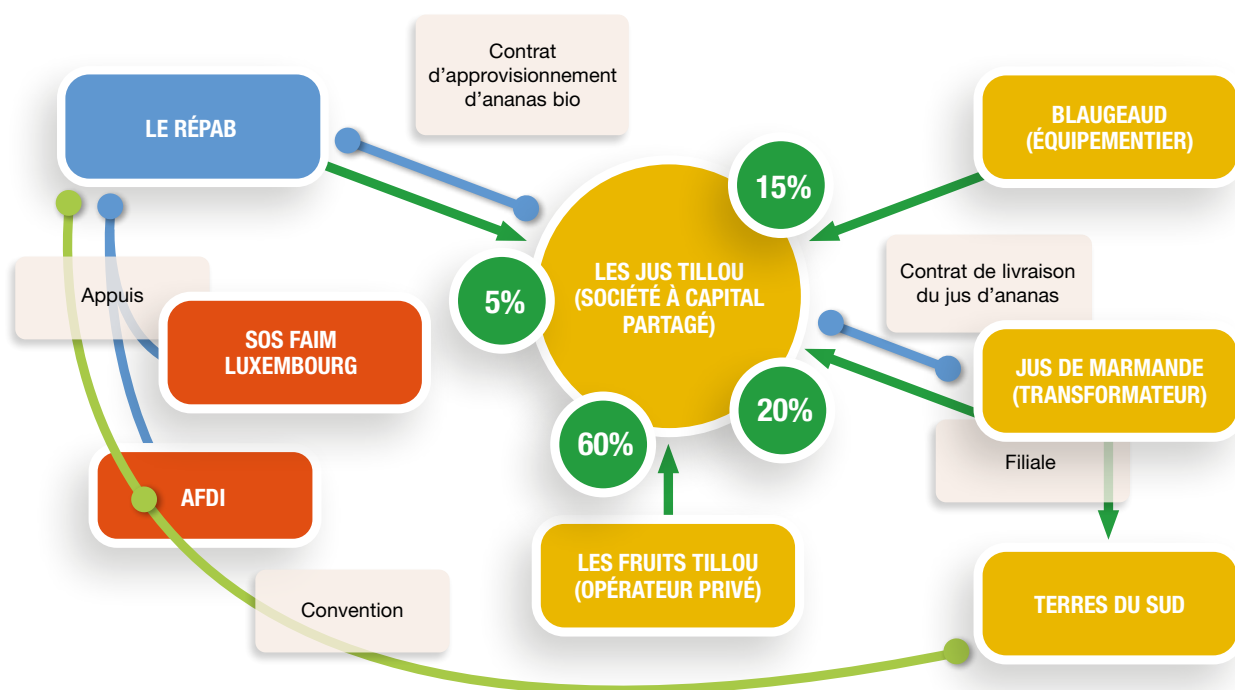 Contrat
d’approvisionnement
d’ananas bio
LE RÉPAB
BLAUGEAUD
(ÉQUIPEMENTIER)
15%
LES JUS TILLOU
(SOCIÉTÉ À CAPITAL
PARTAGÉ)
5%
Contrat de livraison
du jus d’ananas
Appuis
SOS FAIM
LUXEMBOURG
JUS DE MARMANDE
(TRANSFORMATEUR)
20%
60%
Filiale
AFDI
LES FRUITS TILLOU
(OPÉRATEUR PRIVÉ)
Convention
TERRES DU SUD